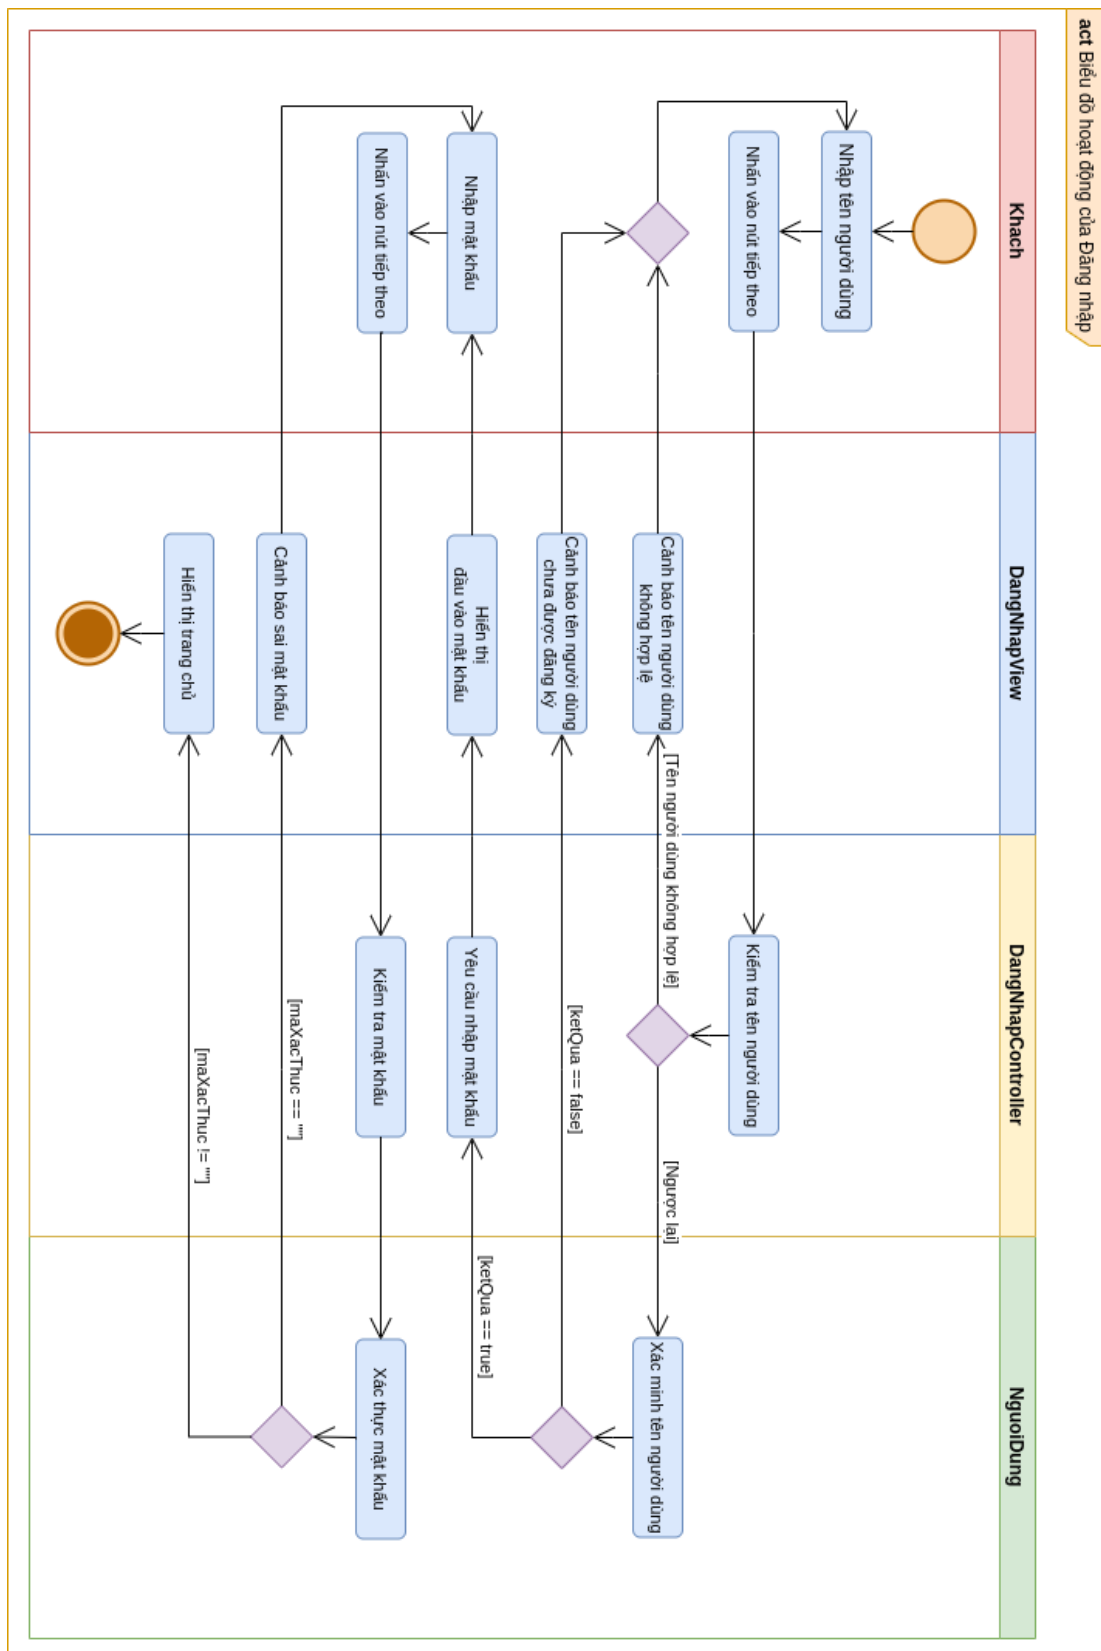 act Biểu đồ hoạt động của Đăng nhập
Khach
DangNhapView
DangNhapController
NguoiDung
Nhập tên người dùng
Nhấn vào nút tiếp theo
Kiểm tra tên người dùng
[Tên người dùng không hợp lệ]
[Ngược lại]
Cảnh báo tên người dùng
không hợp lệ
Xác minh tên người dùng
Cảnh báo tên người dùng
chưa được đăng ký
[ketQua == false]
[ketQua == true]
Nhập mật khẩu
Hiển thị
đầu vào mật khẩu
Yêu cầu nhập mật khẩu
Nhấn vào nút tiếp theo
Kiểm tra mật khẩu
Xác thực mật khẩu
Cảnh báo sai mật khẩu
[maXacThuc == ""]
[maXacThuc != ""]
Hiển thị trang chủ